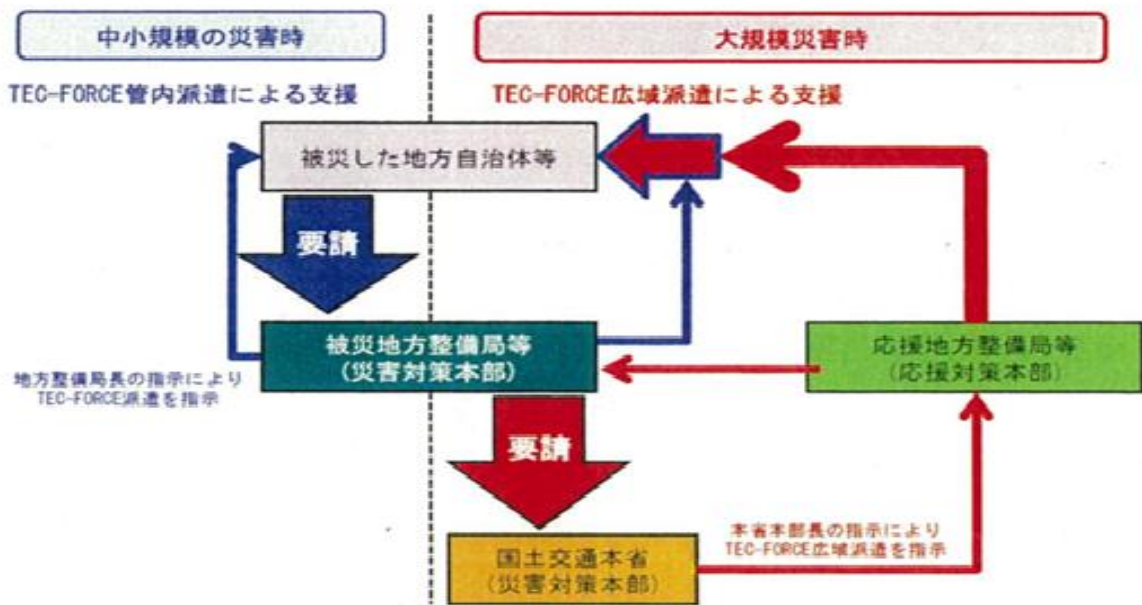 中小規模の災害時
大規模災害時
TEC-FORCE管内派遣による支援
TEC-FORCE広域派遣による支援
被災した地方自治体等
要請
被災地方整備局等
(災害対策本部)
応援地方整備局等
(応援対策本部)
地方整備局長の指示により
TEC-FORCE派遣を指示
要請
本省本部長の指示により
TEC-FORCE広域派遣を指示
国土交通本省
(災害対策本部)